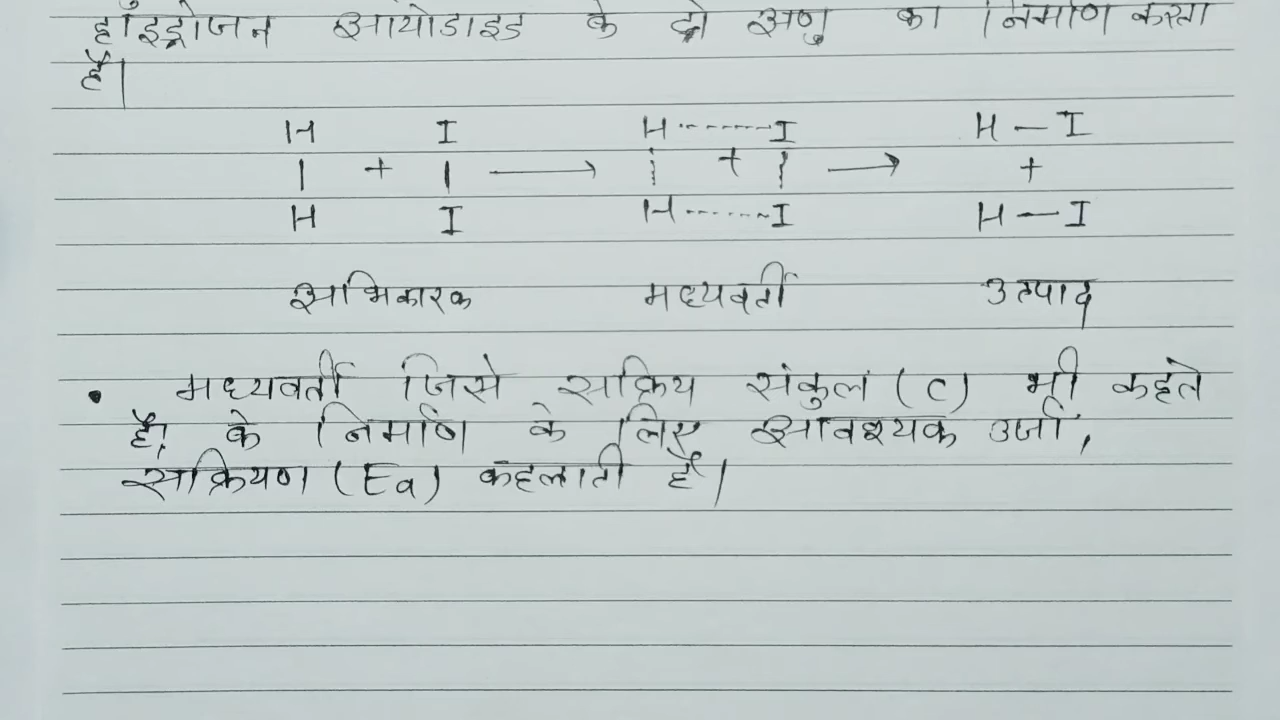 हाइड्रोजन आयोडाइड के दो अणु का निर्माण करता
है।
H I H ------- I H — I
| + | ⟶ ¦ + ¦ ⟶ +
H I H ------- I H — I
अभिकारक मध्यवर्ती उत्पाद
• मध्यवर्ती जिसे सक्रिय संकुल (C) भी कहते
है, के निर्माण के लिए आवश्यक उर्जा,
सक्रियण (Ea) कहलाती है।